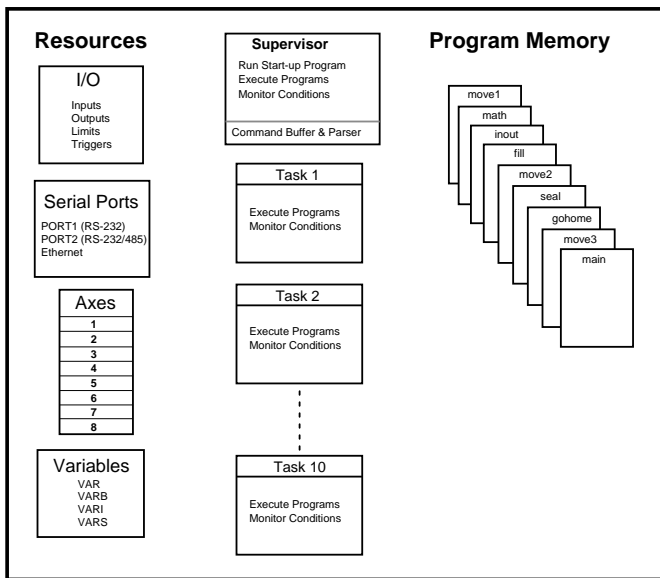 Resources
I/O
Inputs
Outputs
Limits
Triggers
Serial Ports
PORT1 (RS-232)
PORT2 (RS-232/485)
Ethernet
Axes
1
2
3
4
5
6
7
8
Variables
VAR
VARB
VARI
VARS
Supervisor
Run Start-up Program
Execute Programs
Monitor Conditions
Command Buffer & Parser
Task 1
Execute Programs
Monitor Conditions
Task 2
Execute Programs
Monitor Conditions
Task 10
Execute Programs
Monitor Conditions
Program Memory
move1
math
inout
fill
move2
seal
gohome
move3
main